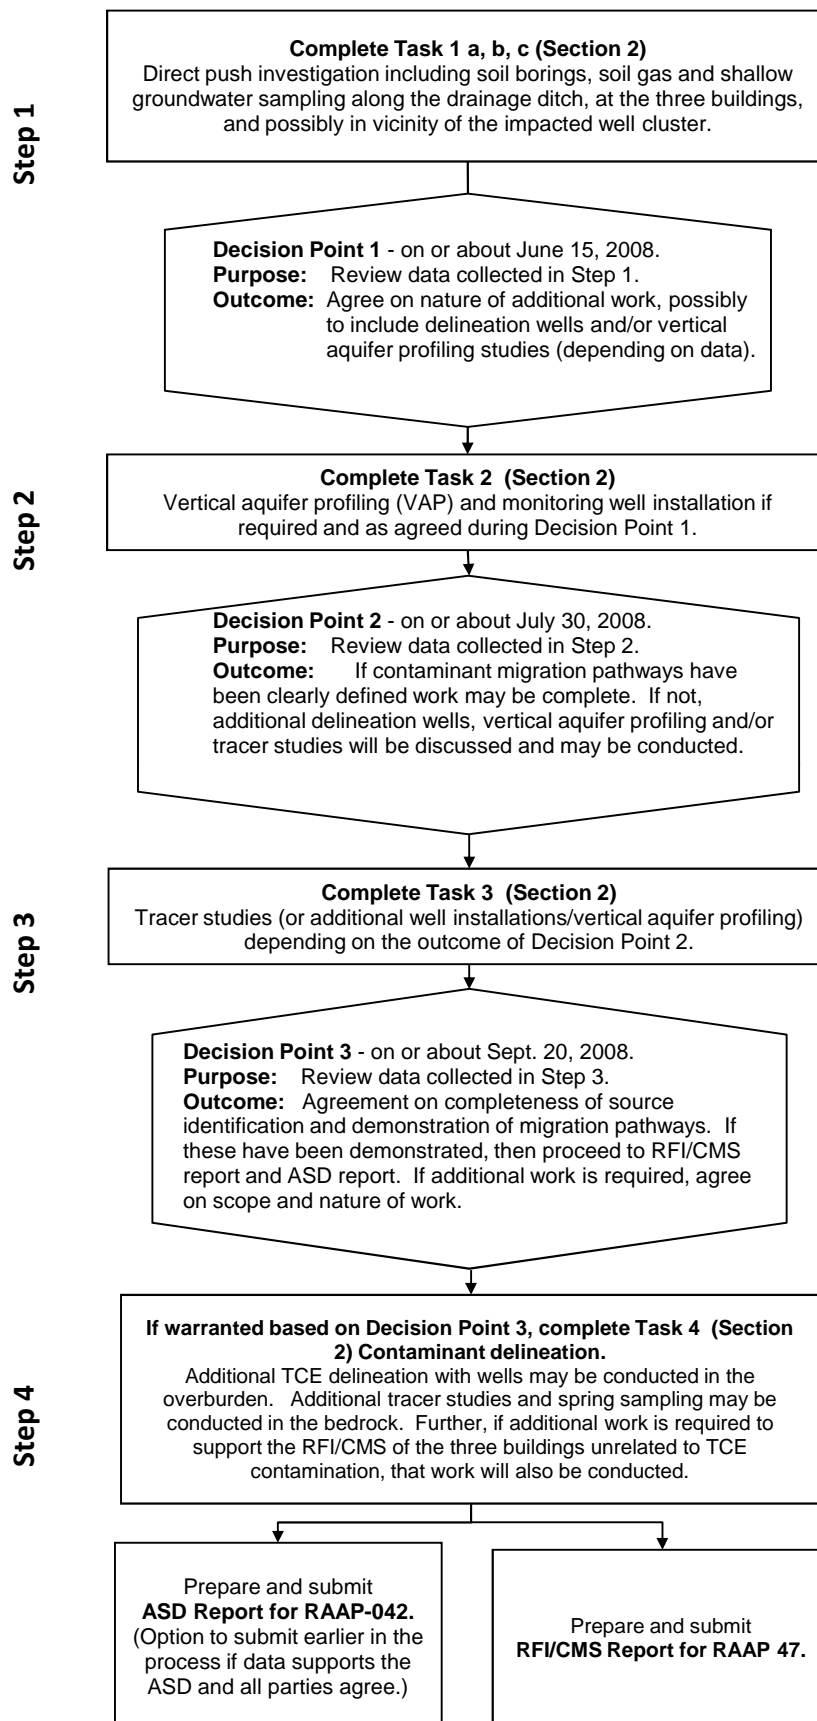 Step 1
Complete Task 1 a, b, c (Section 2)
Direct push investigation including soil borings, soil gas and shallow
groundwater sampling along the drainage ditch, at the three buildings,
and possibly in vicinity of the impacted well cluster.
Decision Point 1 - on or about June 15, 2008.
Purpose: Review data collected in Step 1.
Outcome: Agree on nature of additional work, possibly
to include delineation wells and/or vertical
aquifer profiling studies (depending on data).
Step 2
Complete Task 2 (Section 2)
Vertical aquifer profiling (VAP) and monitoring well installation if
required and as agreed during Decision Point 1.
Decision Point 2 - on or about July 30, 2008.
Purpose: Review data collected in Step 2.
Outcome: If contaminant migration pathways have
been clearly defined work may be complete. If not,
additional delineation wells, vertical aquifer profiling and/or
tracer studies will be discussed and may be conducted.
Step 3
Complete Task 3 (Section 2)
Tracer studies (or additional well installations/vertical aquifer profiling)
depending on the outcome of Decision Point 2.
Decision Point 3 - on or about Sept. 20, 2008.
Purpose: Review data collected in Step 3.
Outcome: Agreement on completeness of source
identification and demonstration of migration pathways. If
these have been demonstrated, then proceed to RFI/CMS
report and ASD report. If additional work is required, agree
on scope and nature of work.
Step 4
If warranted based on Decision Point 3, complete Task 4 (Section
2) Contaminant delineation.
Additional TCE delineation with wells may be conducted in the
overburden. Additional tracer studies and spring sampling may be
conducted in the bedrock. Further, if additional work is required to
support the RFI/CMS of the three buildings unrelated to TCE
contamination, that work will also be conducted.
Prepare and submit
ASD Report for RAAP-042.
(Option to submit earlier in the
process if data supports the
ASD and all parties agree.)
Prepare and submit
RFI/CMS Report for RAAP 47.